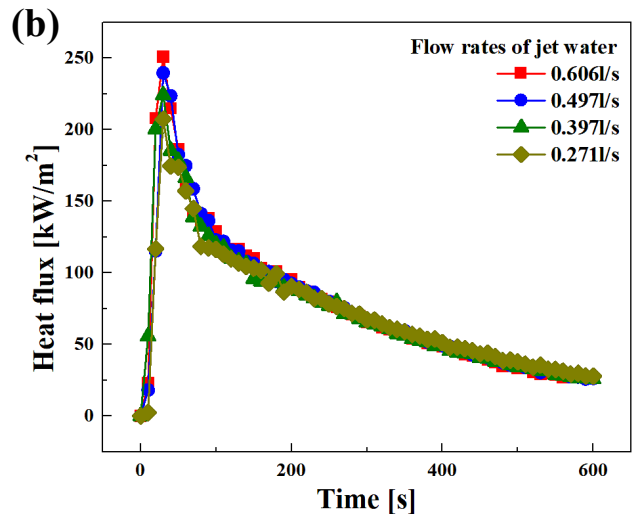 (b)
Flow rates of jet water
0.606l/s
0.497l/s
0.397l/s
0.271l/s
Heat flux [kW/m²]
250
200
150
100
50
0
0 200 400 600
Time [s]